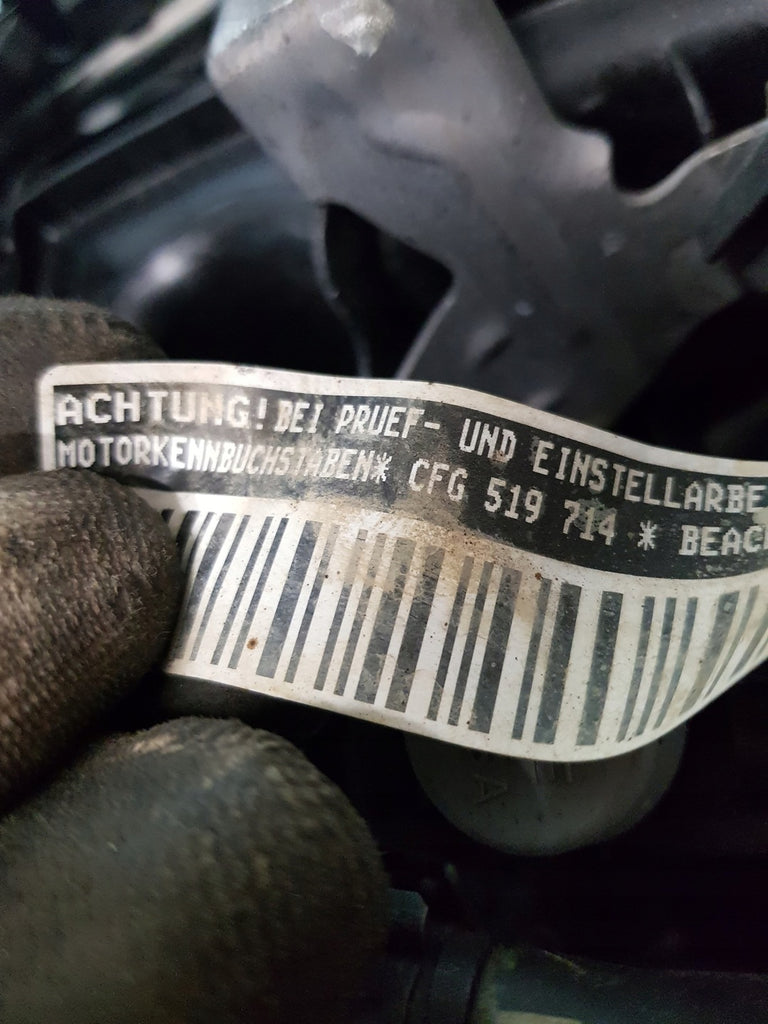 ACHTUNG! BEI PRUEF- UND EINSTELLARBE
MOTORKENNBUCHSTABEN* CFG 519 714 * BEAC